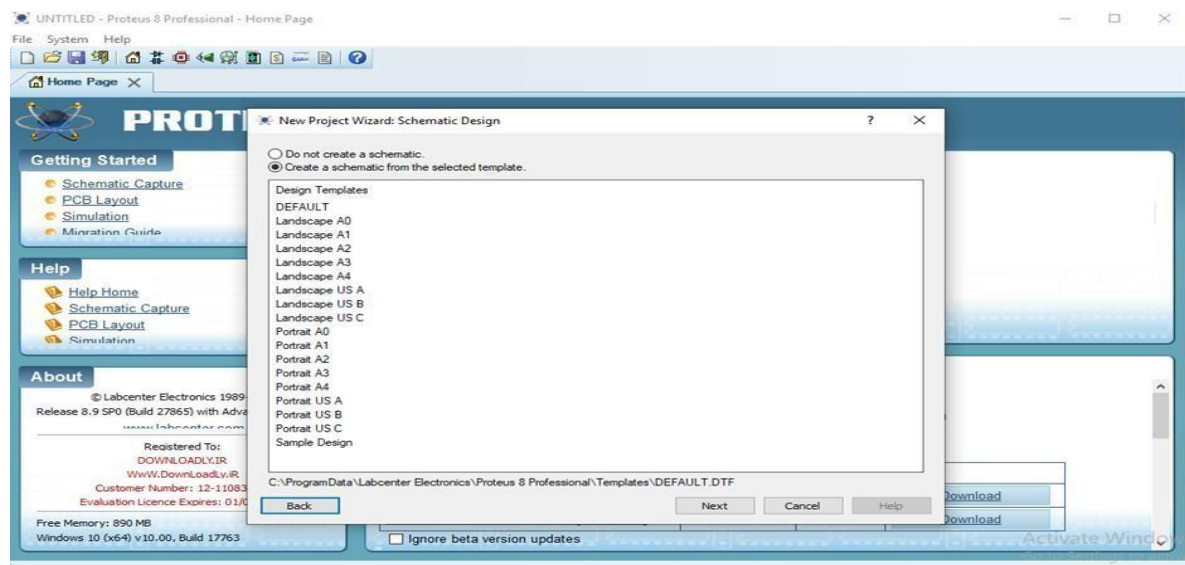 UNTITLED - Proteus 8 Professional - Home Page
File System Help
Home Page
New Project Wizard: Schematic Design
?
Do not create a schematic.
Create a schematic from the selected template.
Design Templates
DEFAULT
Landscape A0
Landscape A1
Landscape A2
Landscape A3
Landscape A4
Landscape US A
Landscape US B
Landscape US C
Portrait A0
Portrait A1
Portrait A2
Portrait A3
Portrait A4
Portrait US A
Portrait US B
Portrait US C
Sample Design
C:\ProgramData\Labcenter Electronics\Proteus 8 Professional\Templates\DEFAULT.DTF
Back Next Cancel Help
PROT
Getting Started
Schematic Capture
PCB Layout
Simulation
Migration Guide
Help
Help Home
Schematic Capture
PCB Layout
Simulation
About
© Labcenter Electronics 1989-
Release 8.9 SP0 (Build 27865) with Adva
www.labcenter.com
Registered To:
DOWNLOADLY.IR
WwW.DownLoadLy.iR
Customer Number: 12-11083
Evaluation Licence Expires: 01/0
Free Memory: 890 MB
Windows 10 (x64) v10.00, Build 17763
Download
Download
Ignore beta version updates
Activate Windo